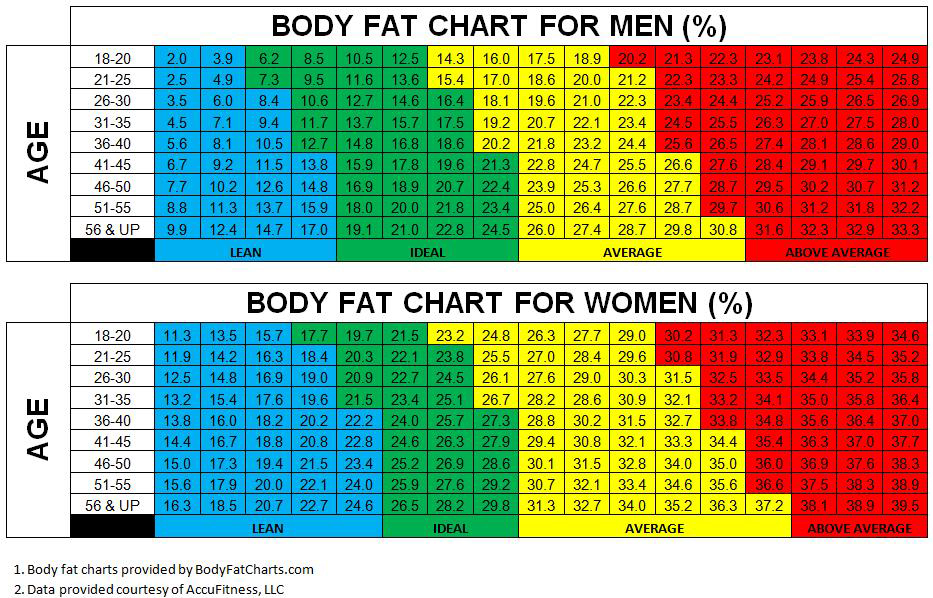 BODY FAT CHART FOR MEN (%)
AGE
18-20 2.0 3.9 6.2 8.5 10.5 12.5 14.3 16.0 17.5 18.9 20.2 21.3 22.3 23.1 23.8 24.3 24.9
21-25 2.5 4.9 7.3 9.5 11.6 13.6 15.4 17.0 18.6 20.0 21.2 22.3 23.3 24.2 24.9 25.4 25.8
26-30 3.5 6.0 8.4 10.6 12.7 14.6 16.4 18.1 19.6 21.0 22.3 23.4 24.4 25.2 25.9 26.5 26.9
31-35 4.5 7.1 9.4 11.7 13.7 15.7 17.5 19.2 20.7 22.1 23.4 24.5 25.5 26.3 27.0 27.5 28.0
36-40 5.6 8.1 10.5 12.7 14.8 16.8 18.6 20.2 21.8 23.2 24.4 25.6 26.5 27.4 28.1 28.6 29.0
41-45 6.7 9.2 11.5 13.8 15.9 17.8 19.6 21.3 22.8 24.7 25.5 26.6 27.6 28.4 29.1 29.7 30.1
46-50 7.7 10.2 12.6 14.8 16.9 18.9 20.7 22.4 23.9 25.3 26.6 27.7 28.7 29.5 30.2 30.7 31.2
51-55 8.8 11.3 13.7 15.9 18.0 20.0 21.8 23.4 25.0 26.4 27.6 28.7 29.7 30.6 31.2 31.8 32.2
56 & UP 9.9 12.4 14.7 17.0 19.1 21.0 22.8 24.5 26.0 27.4 28.7 29.8 30.8 31.6 32.3 32.9 33.3
LEAN IDEAL AVERAGE ABOVE AVERAGE
BODY FAT CHART FOR WOMEN (%)
AGE
18-20 11.3 13.5 15.7 17.7 19.7 21.5 23.2 24.8 26.3 27.7 29.0 30.2 31.3 32.3 33.1 33.9 34.6
21-25 11.9 14.2 16.3 18.4 20.3 22.1 23.8 25.5 27.0 28.4 29.6 30.8 31.9 32.9 33.8 34.5 35.2
26-30 12.5 14.8 16.9 19.0 20.9 22.7 24.5 26.1 27.6 29.0 30.3 31.5 32.5 33.5 34.4 35.2 35.8
31-35 13.2 15.4 17.6 19.6 21.5 23.4 25.1 26.7 28.2 28.6 30.9 32.1 33.2 34.1 35.0 35.8 36.4
36-40 13.8 16.0 18.2 20.2 22.2 24.0 25.7 27.3 28.8 30.2 31.5 32.7 33.8 34.8 35.6 36.4 37.0
41-45 14.4 16.7 18.8 20.8 22.8 24.6 26.3 27.9 29.4 30.8 32.1 33.3 34.4 35.4 36.3 37.0 37.7
46-50 15.0 17.3 19.4 21.5 23.4 25.2 26.9 28.6 30.1 31.5 32.8 34.0 35.0 36.0 36.9 37.6 38.3
51-55 15.6 17.9 20.0 22.1 24.0 25.9 27.6 29.2 30.7 32.1 33.4 34.6 35.6 36.6 37.5 38.3 38.9
56 & UP 16.3 18.5 20.7 22.7 24.6 26.5 28.2 29.8 31.3 32.7 34.0 35.2 36.3 37.2 38.1 38.9 39.5
LEAN IDEAL AVERAGE ABOVE AVERAGE
1. Body fat charts provided by BodyFatCharts.com
2. Data provided courtesy of AccuFitness, LLC